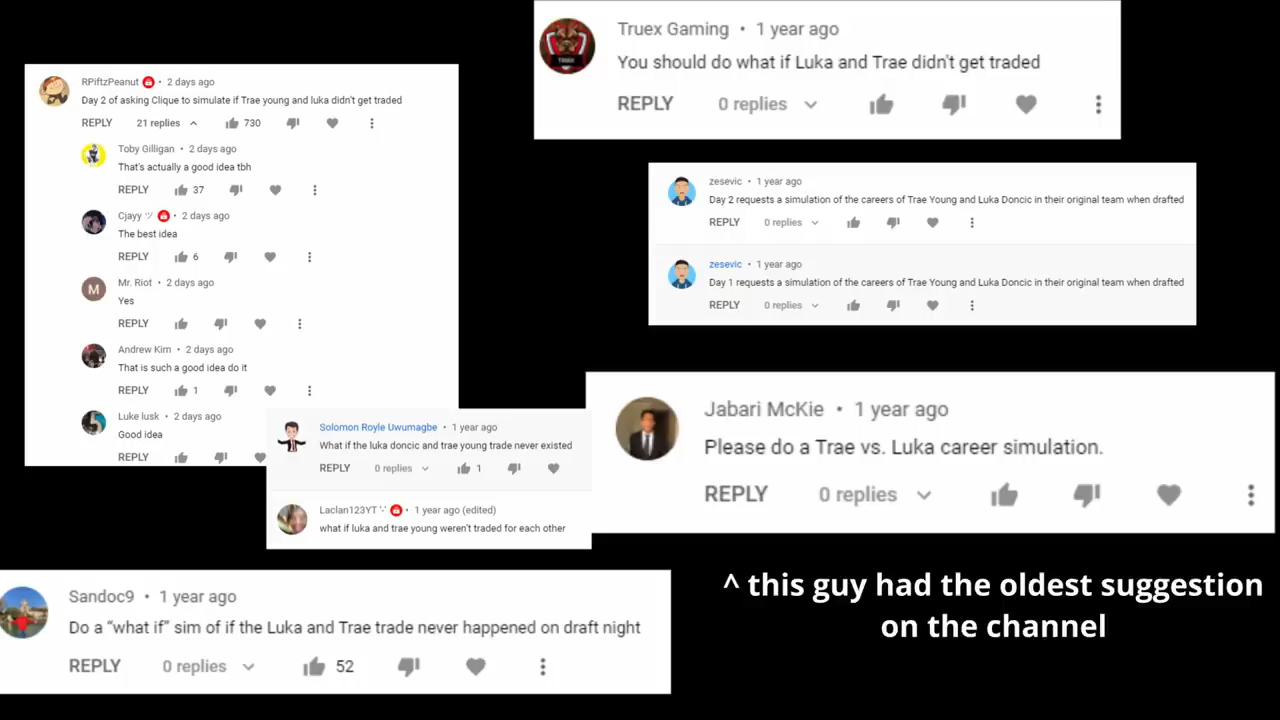 RPiftzPeanut • 2 days ago
Day 2 of asking Clique to simulate if Trae young and luka didn't get traded
REPLY 21 replies 730
Toby Gilligan • 2 days ago
That's actually a good idea tbh
REPLY 37
Cjayy ツ • 2 days ago
The best idea
REPLY 6
M
Mr. Riot • 2 days ago
Yes
REPLY
Andrew Kim • 2 days ago
That is such a good idea do it
REPLY 1
Luke lusk • 2 days ago
Good idea
REPLY
Solomon Royle Uwumagbe • 1 year ago
What if the luka doncic and trae young trade never existed
REPLY 0 replies 1
Laclan123YT • 1 year ago (edited)
what if luka and trae young weren't traded for each other
Sandoc9 • 1 year ago
Do a “what if” sim of if the Luka and Trae trade never happened on draft night
REPLY 0 replies 52
Truex Gaming • 1 year ago
You should do what if Luka and Trae didn't get traded
REPLY 0 replies
zesevic • 1 year ago
Day 2 requests a simulation of the careers of Trae Young and Luka Doncic in their original team when drafted
REPLY 0 replies
zesevic • 1 year ago
Day 1 requests a simulation of the careers of Trae Young and Luka Doncic in their original team when drafted
REPLY 0 replies
Jabari McKie • 1 year ago
Please do a Trae vs. Luka career simulation.
REPLY 0 replies
^ this guy had the oldest suggestion
on the channel